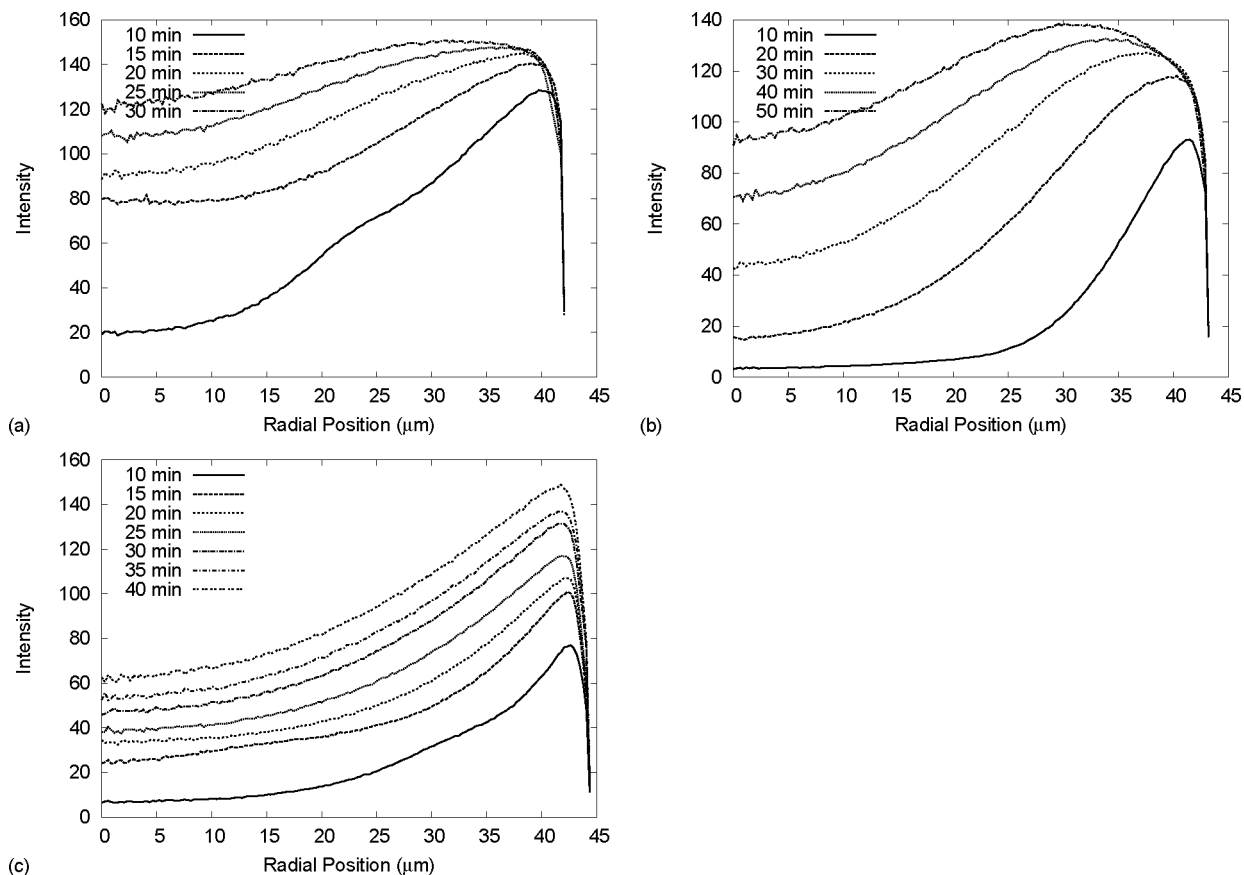 160
140
120
100
80
60
40
20
0
Intensity
10 min
15 min
20 min
25 min
30 min
0 5 10 15 20 25 30 35 40 45
Radial Position (µm)
(a)
140
120
100
80
60
40
20
0
Intensity
10 min
20 min
30 min
40 min
50 min
0 5 10 15 20 25 30 35 40 45
Radial Position (µm)
(b)
160
140
120
100
80
60
40
20
0
Intensity
10 min
15 min
20 min
25 min
30 min
35 min
40 min
0 5 10 15 20 25 30 35 40 45
Radial Position (µm)
(c)